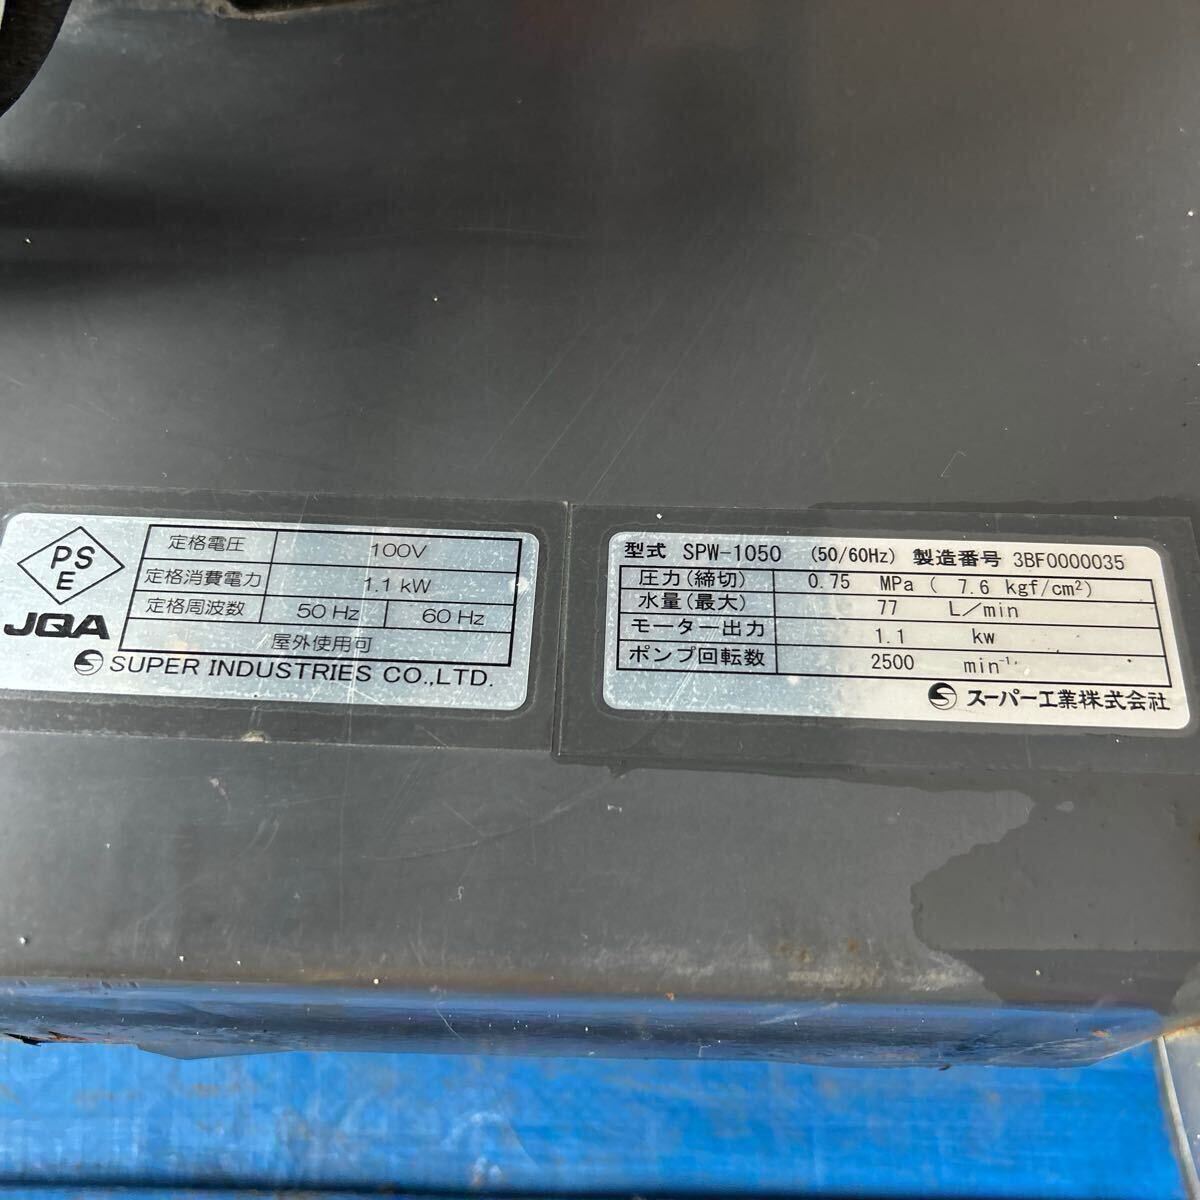 PS
E
JQA
定格電圧 100V
定格消費電力 1.1 kW
定格周波数 50 Hz 60 Hz
屋外使用可
SUPER INDUSTRIES CO.,LTD.
型式 SPW-1050 (50/60Hz) 製造番号 3BF0000035
圧力(締切) 0.75 MPa ( 7.6 kgf/cm²)
水量(最大) 77 L/min
モーター出力 1.1 kw
ポンプ回転数 2500 min⁻¹
スーパー工業株式会社